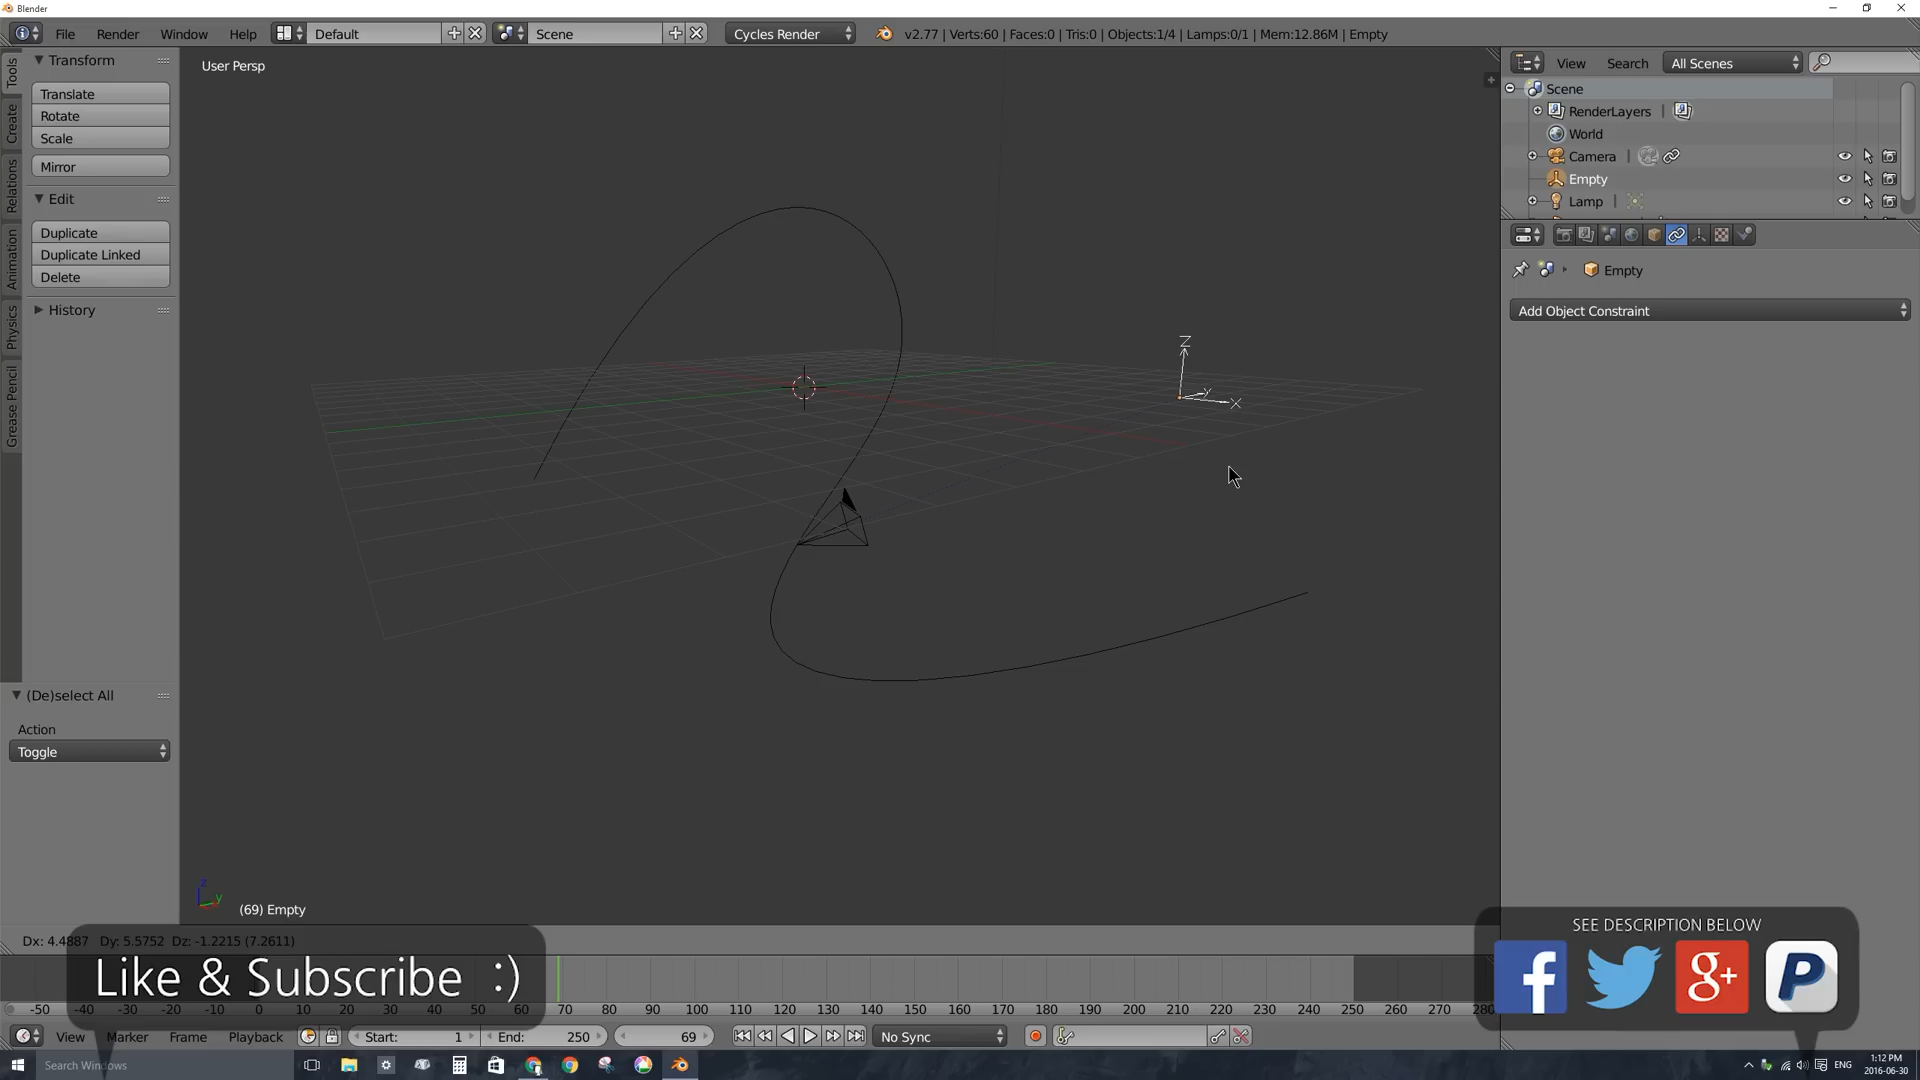 Blender
File Render Window Help Default Scene Cycles Render v2.77 | Verts:60 | Faces:0 | Tris:0 | Objects:1/4 | Lamps:0/1 | Mem:12.86M | Empty
Tools
Create
Relations
Animation
Physics
Grease Pencil
Transform
Translate
Rotate
Scale
Mirror
Edit
Duplicate
Duplicate Linked
Delete
History
(De)select All
Action
Toggle
User Persp
Z
Y
X
z
y
(69) Empty
View Search All Scenes
Scene
RenderLayers |
World
Camera |
Empty
Lamp |
Empty
Add Object Constraint
Dx: 4.4887 Dy: 5.5752 Dz: -1.2215 (7.2611)
Like & Subscribe :)
SEE DESCRIPTION BELOW
f g+ P
-50 -40 -30 -20 -10 0 10 20 30 40 50 60 70 80 90 100 110 120 130 140 150 160 170 180 190 200 210 220 230 240 250 260 270 280
View Marker Frame Playback Start: 1 End: 250 69 No Sync
Search Windows
ENG
1:12 PM
2016-06-30